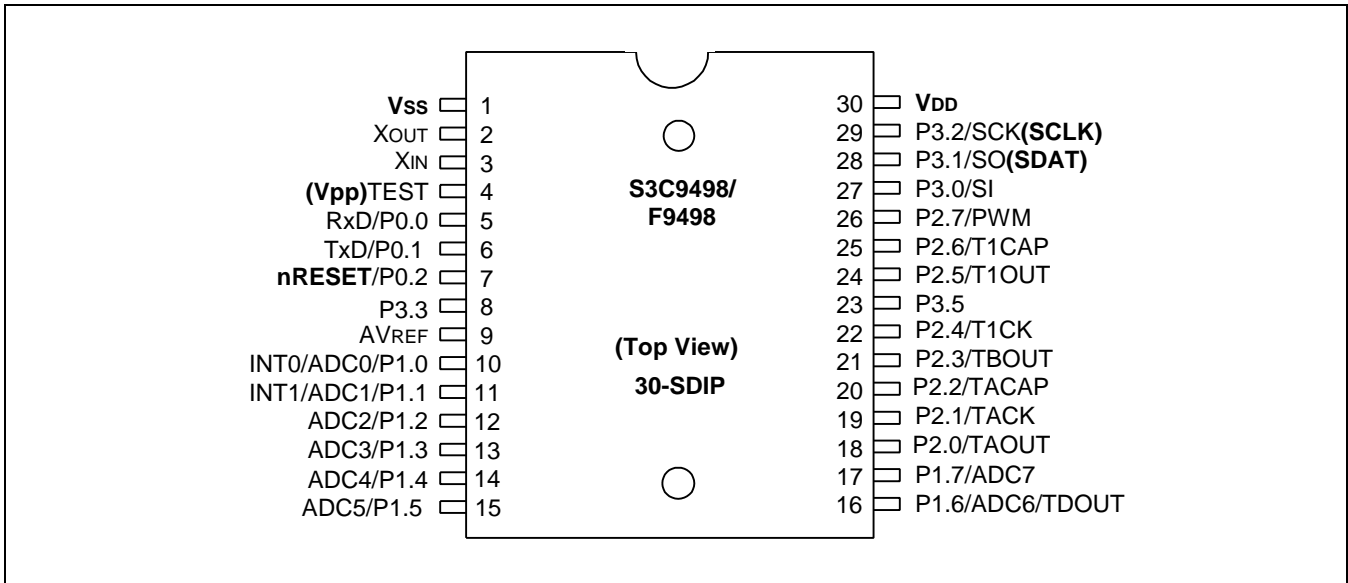 VSS 1 30 VDD
XOUT 2 29 P3.2/SCK(SCLK)
XIN 3 28 P3.1/SO(SDAT)
(Vpp)TEST 4 27 P3.0/SI
RxD/P0.0 5 26 P2.7/PWM
TxD/P0.1 6 25 P2.6/T1CAP
nRESET/P0.2 7 24 P2.5/T1OUT
P3.3 8 23 P3.5
AVREF 9 22 P2.4/T1CK
INT0/ADC0/P1.0 10 21 P2.3/TBOUT
INT1/ADC1/P1.1 11 20 P2.2/TACAP
ADC2/P1.2 12 19 P2.1/TACK
ADC3/P1.3 13 18 P2.0/TAOUT
ADC4/P1.4 14 17 P1.7/ADC7
ADC5/P1.5 15 16 P1.6/ADC6/TDOUT
S3C9498/
F9498
(Top View)
30-SDIP